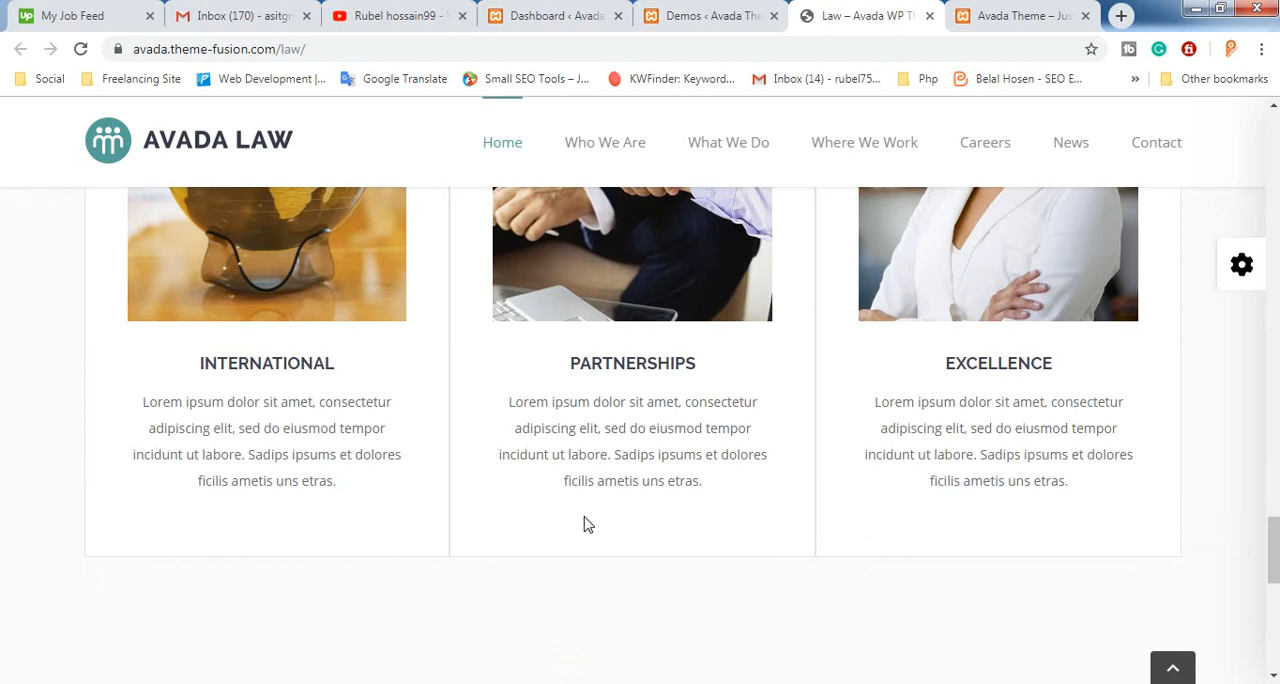 My Job Feed
Inbox (170) - asitgr
Rubel hossain99 -
Dashboard ‹ Avada
Demos ‹ Avada The
Law – Avada WP T
Avada Theme – Jus
avada.theme-fusion.com/law/
Social
Freelancing Site
Web Development |...
Google Translate
Small SEO Tools – J...
KWFinder: Keyword...
Inbox (14) - rubel75...
Php
Belal Hosen - SEO E...
»
Other bookmarks
AVADA LAW
Home
Who We Are
What We Do
Where We Work
Careers
News
Contact
INTERNATIONAL
Lorem ipsum dolor sit amet, consectetur
adipiscing elit, sed do eiusmod tempor
incidunt ut labore. Sadips ipsums et dolores
ficilis ametis uns etras.
PARTNERSHIPS
Lorem ipsum dolor sit amet, consectetur
adipiscing elit, sed do eiusmod tempor
incidunt ut labore. Sadips ipsums et dolores
ficilis ametis uns etras.
EXCELLENCE
Lorem ipsum dolor sit amet, consectetur
adipiscing elit, sed do eiusmod tempor
incidunt ut labore. Sadips ipsums et dolores
ficilis ametis uns etras.